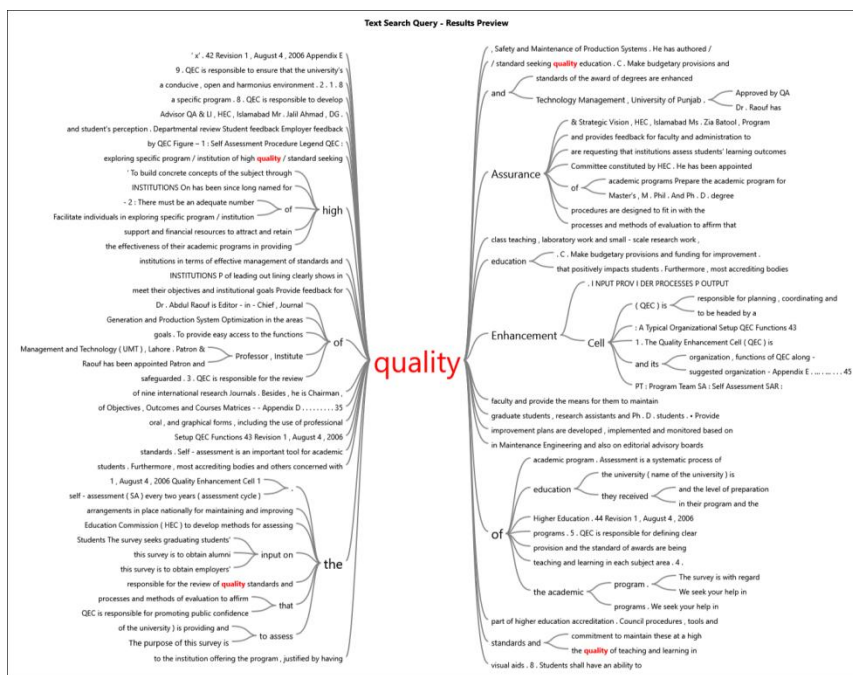 Text Search Query - Results Preview
' x' . 42 Revision 1 , August 4 , 2006 Appendix E
9 . QEC is responsible to ensure that the university's
a conducive , open and harmonius environment . 2 . 1 . 8
a specific program . 8 . QEC is responsible to develop
Advisor QA & LI , HEC , Islamabad Mr . Jalil Ahmad , DG .
and student's perception . Departmental review Student feedback Employer feedback
by QEC Figure – 1 : Self Assessment Procedure Legend QEC :
exploring specific program / institution of high quality / standard seeking
' To build concrete concepts of the subject through
INSTITUTIONS On has been since long named for
- 2 : There must be an adequate number
Facilitate individuals in exploring specific program / institution
of
support and financial resources to attract and retain
the effectiveness of their academic programs in providing
high
institutions in terms of effective management of standards and
INSTITUTIONS P of leading out lining clearly shows in
meet their objectives and institutional goals Provide feedback for
Dr . Abdul Raouf is Editor - in - Chief , Journal
Generation and Production System Optimization in the areas
goals . To provide easy access to the functions
Management and Technology ( UMT ) , Lahore . Patron &
Raouf has been appointed Patron and
Professor , Institute
safeguarded . 3 . QEC is responsible for the review
of
of nine international research Journals . Besides , he is Chairman ,
of Objectives , Outcomes and Courses Matrices - - Appendix D . . . . . . . . . 35
oral , and graphical forms , including the use of professional
Setup QEC Functions 43 Revision 1 , August 4 , 2006
standards . Self - assessment is an important tool for academic
students . Furthermore , most accrediting bodies and others concerned with
1 , August 4 , 2006 Quality Enhancement Cell 1
self - assessment ( SA ) every two years ( assessment cycle )
.
arrangements in place nationally for maintaining and improving
Education Commission ( HEC ) to develop methods for assessing
Students The survey seeks graduating students'
this survey is to obtain alumni
this survey is to obtain employers'
input on
responsible for the review of quality standards and
processes and methods of evaluation to affirm
QEC is responsible for promoting public confidence
that
of the university ) is providing and
The purpose of this survey is
to assess
the
to the institution offering the program , justified by having
quality
, Safety and Maintenance of Production Systems . He has authored /
/ standard seeking quality education . C . Make budgetary provisions and
and
standards of the award of degrees are enhanced
Technology Management , University of Punjab .
Approved by QA
Dr . Raouf has
Assurance
& Strategic Vision , HEC , Islamabad Ms . Zia Batool , Program
and provides feedback for faculty and administration to
are requesting that institutions assess students' learning outcomes
Committee constituted by HEC . He has been appointed
of
academic programs Prepare the academic program for
Master's , M . Phil . And Ph . D . degree
procedures are designed to fit in with the
processes and methods of evaluation to affirm that
class teaching , laboratory work and small - scale research work ,
education
. C . Make budgetary provisions and funding for improvement .
that positively impacts students . Furthermore , most accrediting bodies
Enhancement
. I NPUT PROV I DER PROCESSES P OUTPUT
Cell
( QEC ) is
responsible for planning , coordinating and
to be headed by a
: A Typical Organizational Setup QEC Functions 43
1 . The Quality Enhancement Cell ( QEC ) is
and its
organization , functions of QEC along -
suggested organization - Appendix E . ... .. ... . . 45
PT : Program Team SA : Self Assessment SAR :
faculty and provide the means for them to maintain
graduate students , research assistants and Ph . D . students . • Provide
improvement plans are developed , implemented and monitored based on
in Maintenance Engineering and also on editorial advisory boards
of
academic program . Assessment is a systematic process of
education
the university ( name of the university ) is
they received
and the level of preparation
in their program and the
Higher Education . 44 Revision 1 , August 4 , 2006
programs . 5 . QEC is responsible for defining clear
provision and the standard of awards are being
teaching and learning in each subject area . 4 .
the academic
program .
The survey is with regard
We seek your help in
programs . We seek your help in
part of higher education accreditation . Council procedures , tools and
standards and
commitment to maintain these at a high
the quality of teaching and learning in
visual aids . 8 . Students shall have an ability to